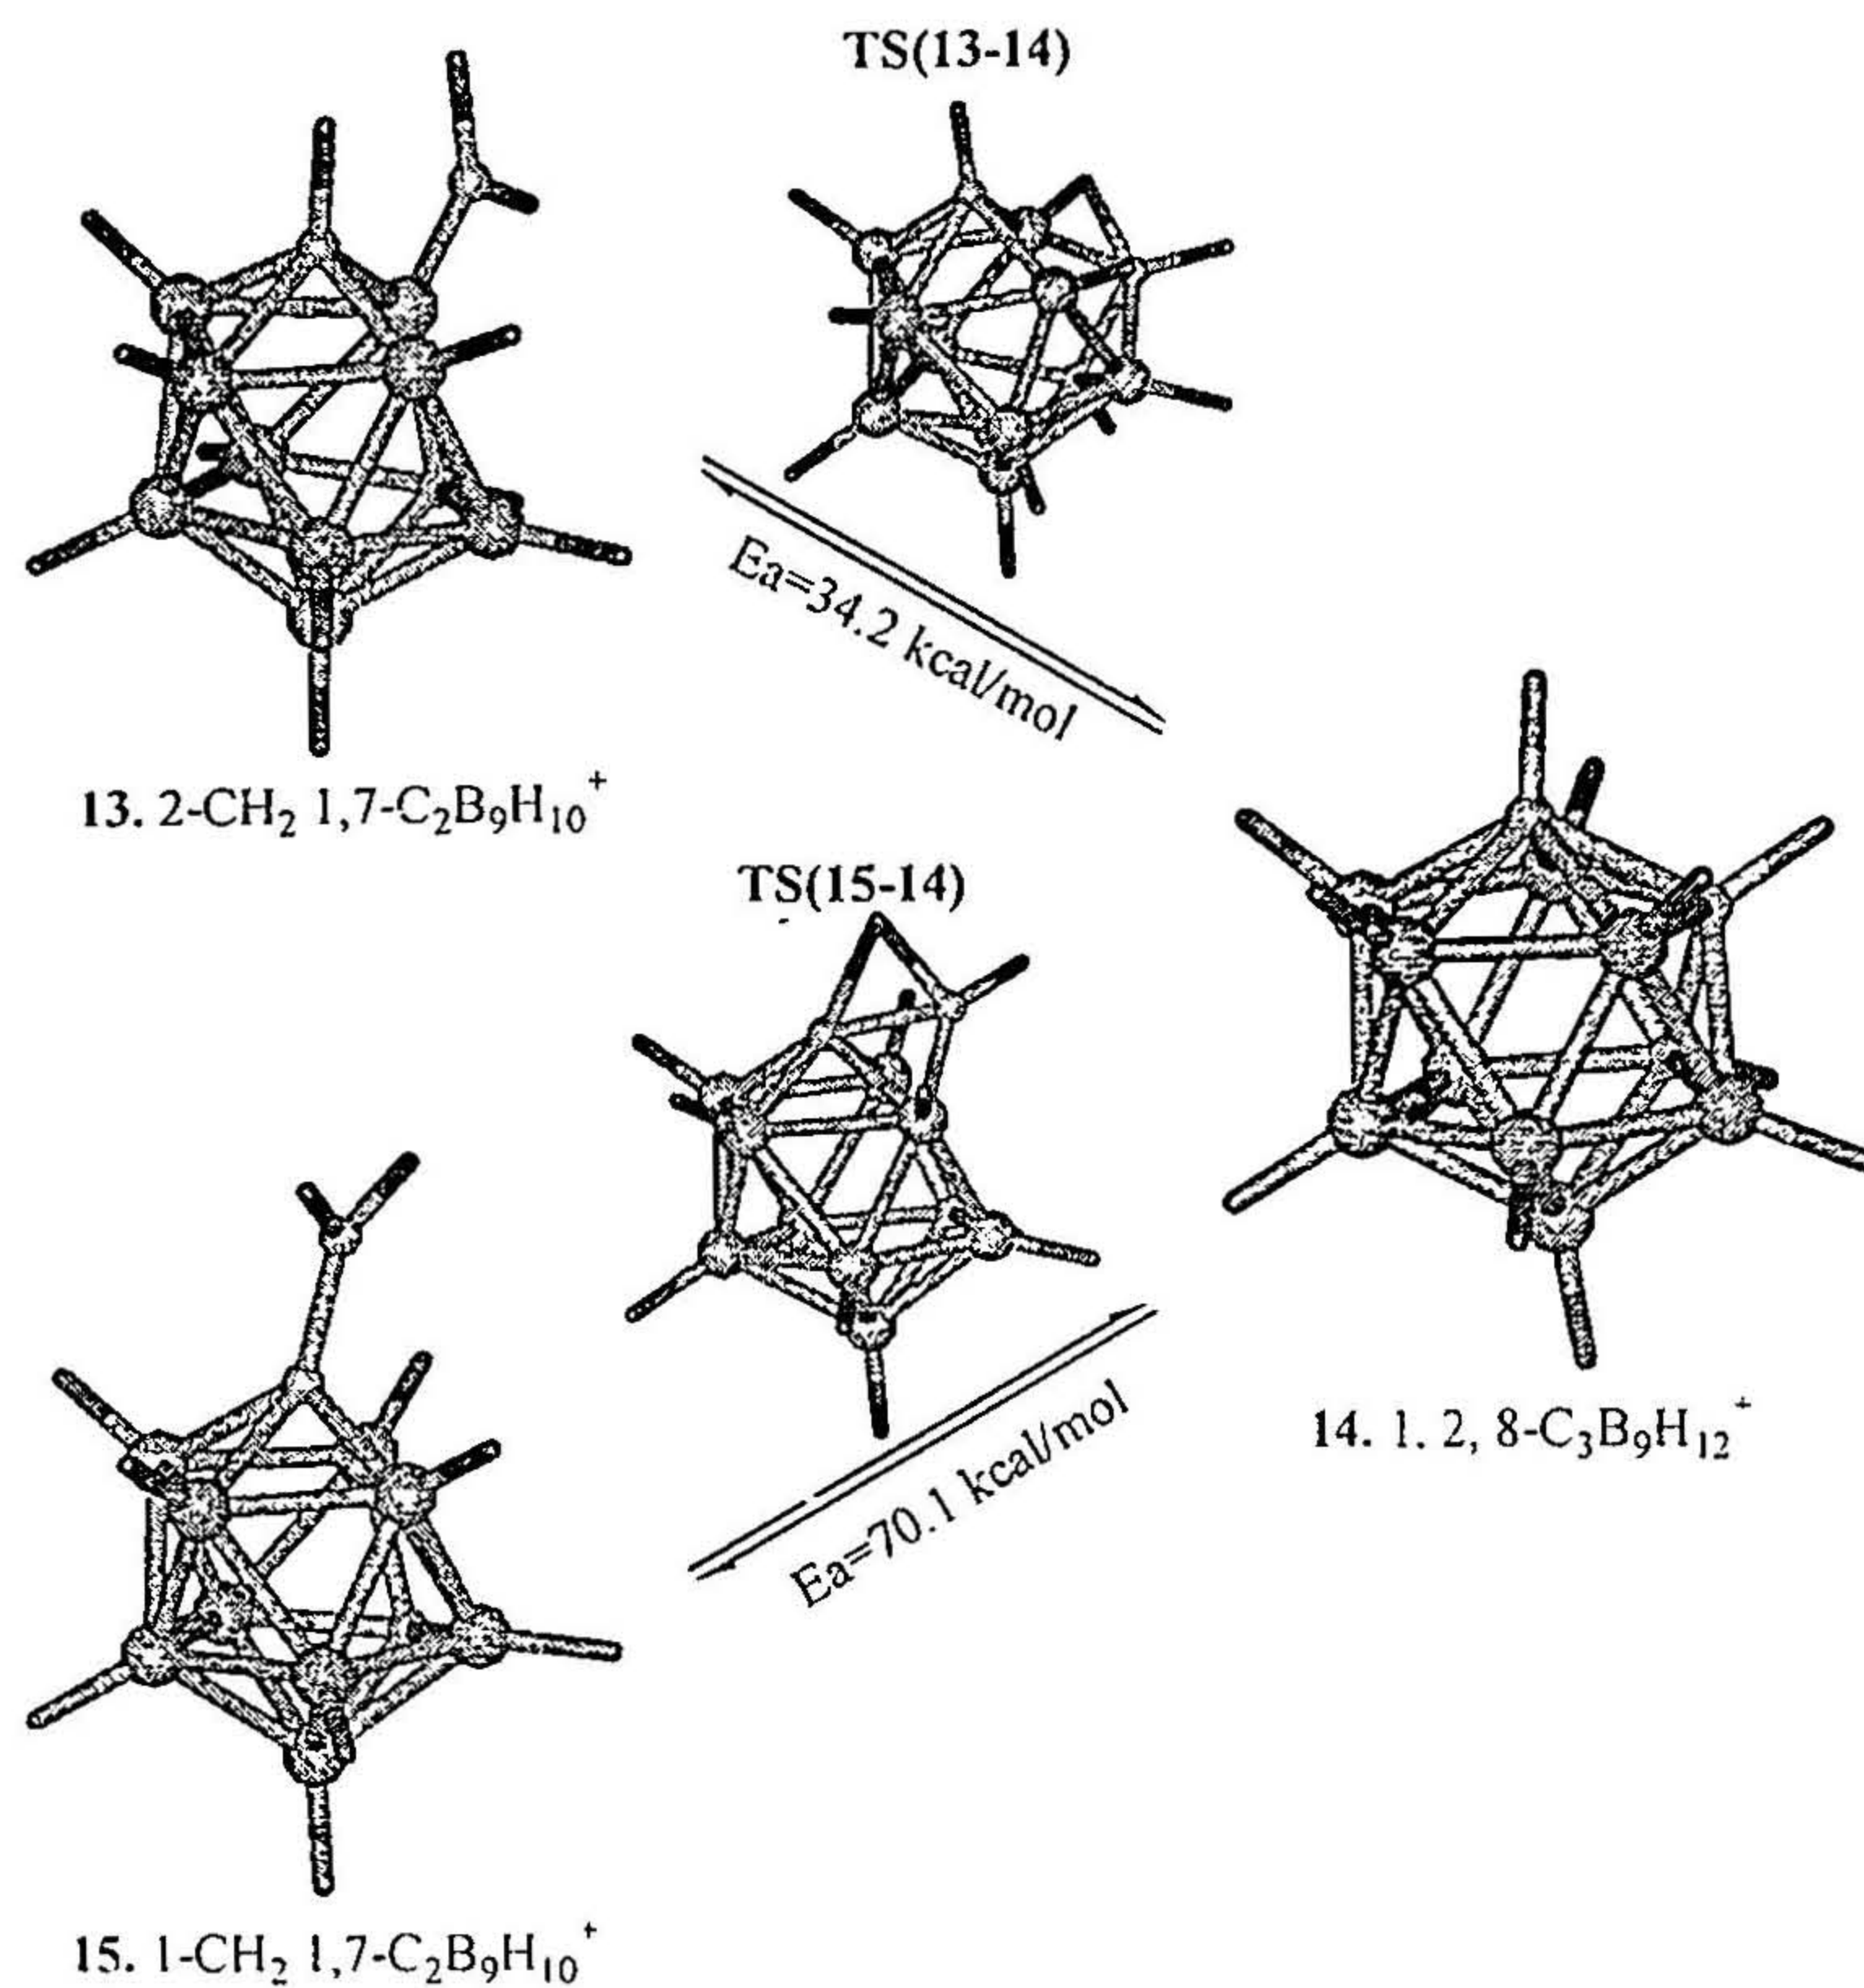 TS(13-14)
Ea=34.2 kcal/mol
13. 2-CH₂ 1,7-C₂B₉H₁₀⁺
TS(15-14)
14. 1. 2, 8-C₃B₉H₁₂⁺
Ea=70.1 kcal/mol
15. 1-CH₂ 1,7-C₂B₉H₁₀⁺